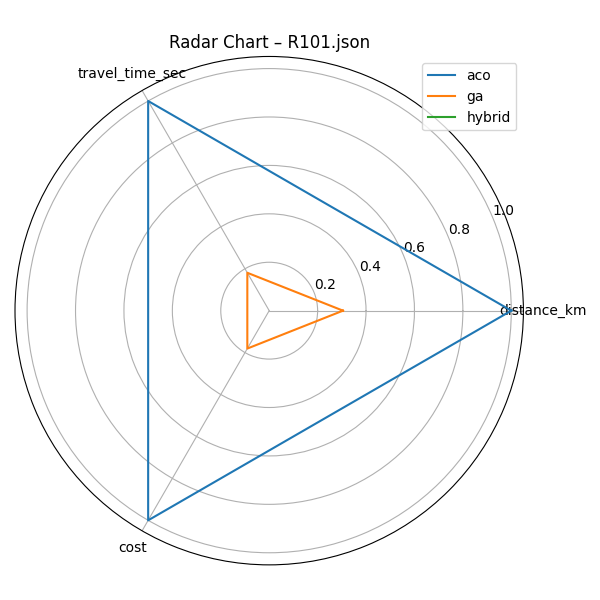 Radar Chart – R101.json
travel_time_sec
aco
ga
hybrid
1.0
0.8
0.6
0.4
0.2
distance_km
cost